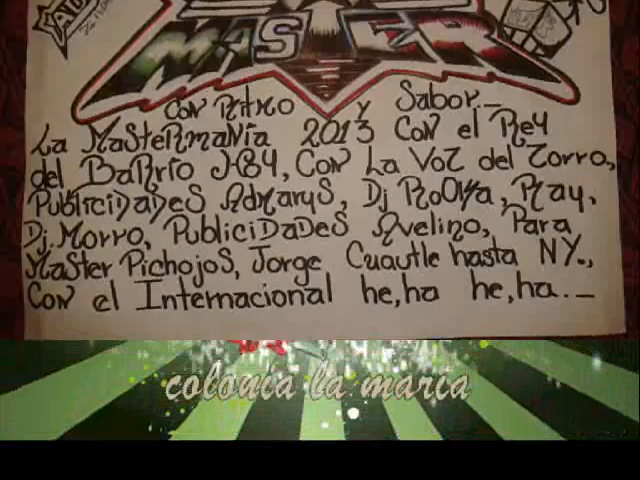 MASTER
con Ritmo y Sabor._
La MasterManía 2013 con el Rey
del Barrio J-B4, con La Voz del Zorro,
Publicidades Admarys, Dj Ray,
Dj. Morro, Publicidades Avelino, Para
Master Pichojos, Jorge Cuautle hasta NY.,
con el Internacional he,ha he,ha._
colonia la maria